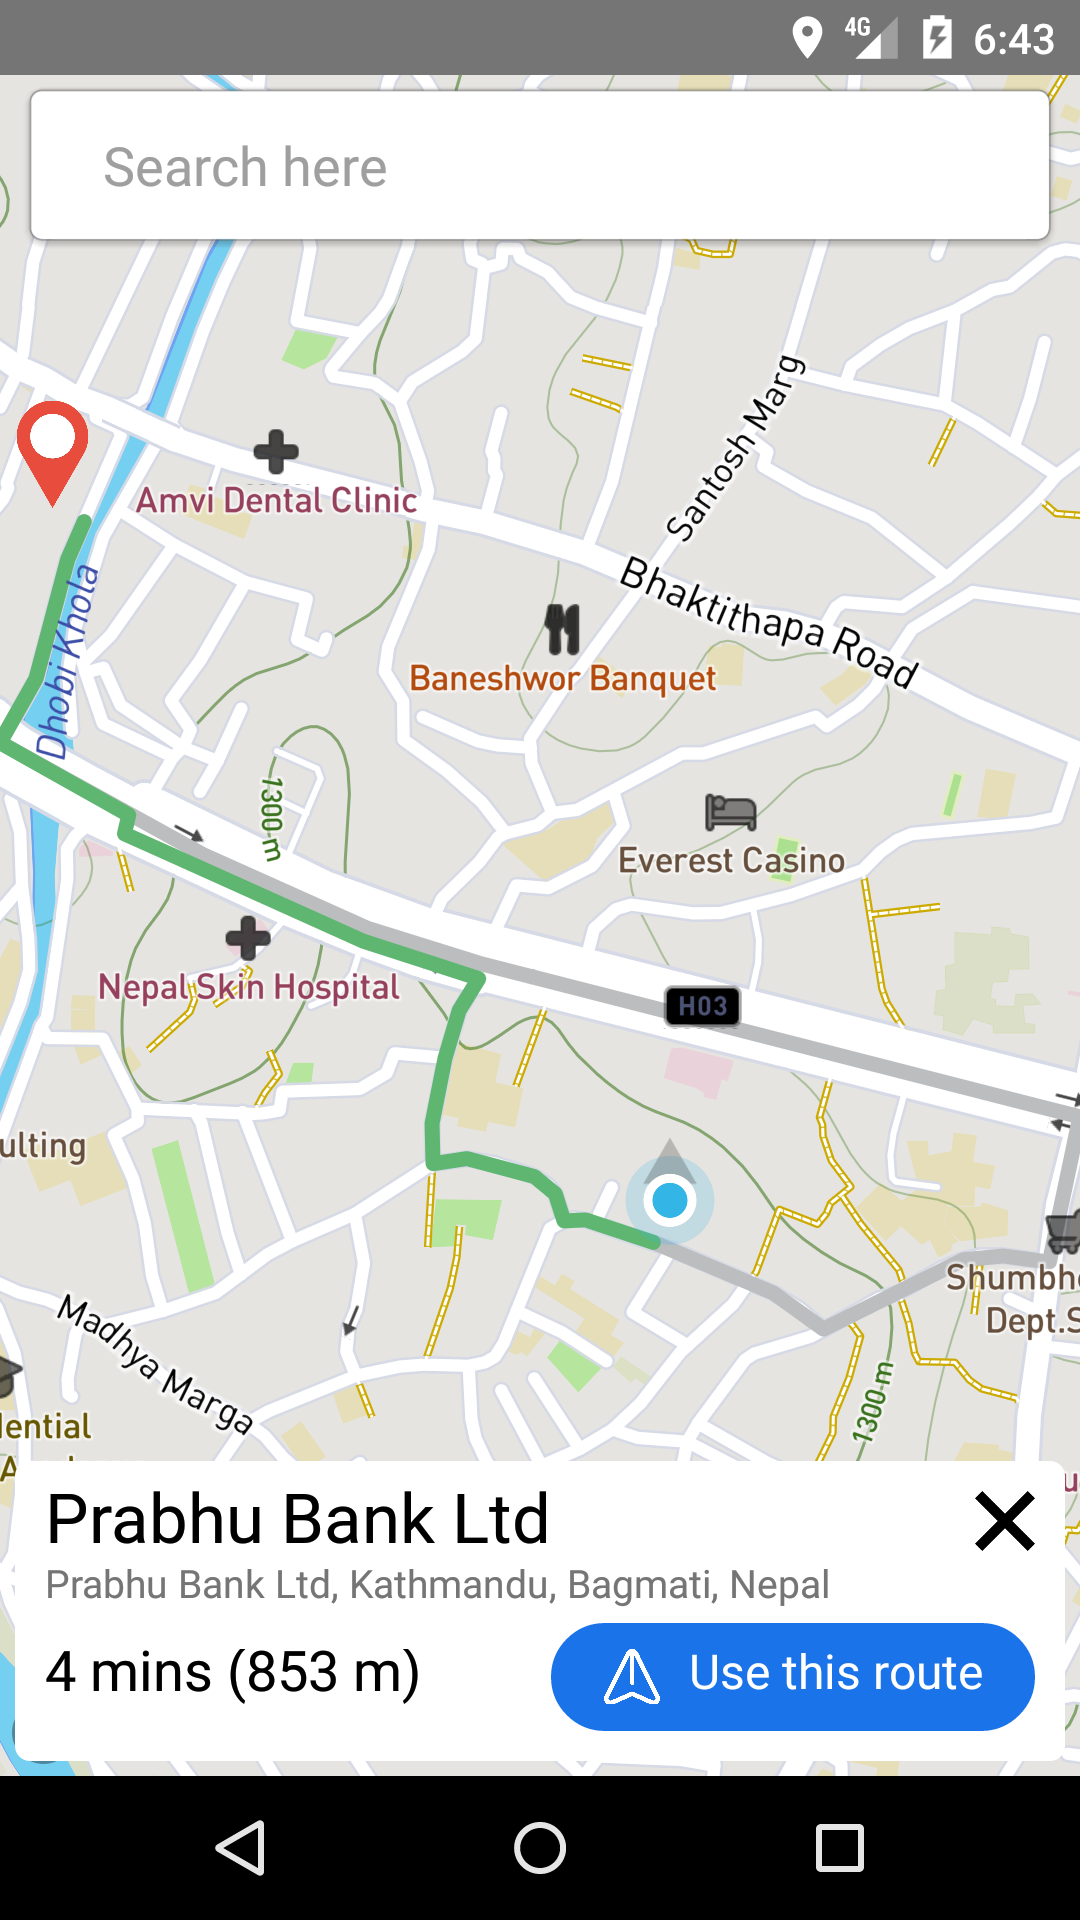 4G 6:43
Search here
Santosh Marg
Amvi Dental Clinic
Bhaktithapa Road
Dhobi Khola
Baneshwor Banquet
1300 m
Everest Casino
Nepal Skin Hospital
H03
ulting
Shumbh
Dept.S
Madhya Marga
1300 m
ential
Prabhu Bank Ltd
Prabhu Bank Ltd, Kathmandu, Bagmati, Nepal
4 mins (853 m)
Use this route